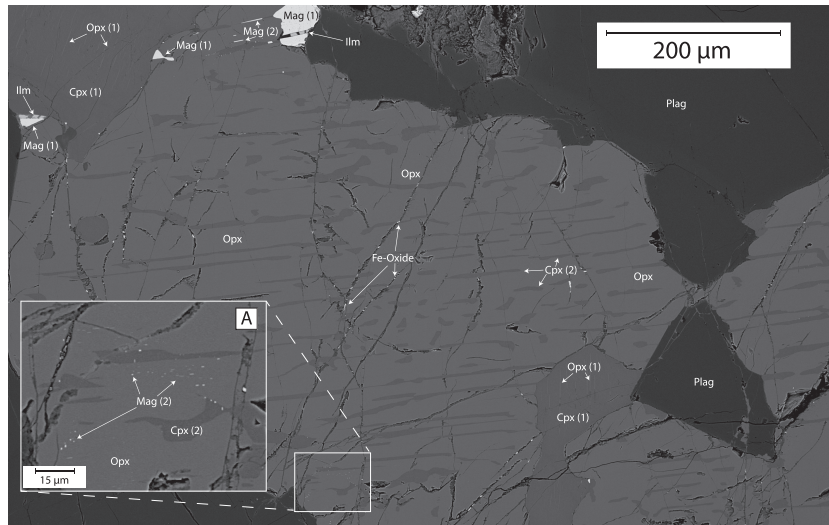 Opx (1)
Mag (1)
Mag (2)
Mag (1)
Ilm
200 µm
Cpx (1)
Ilm
Mag (1)
Plag
Opx
Opx
Fe-Oxide
Cpx (2)
Opx
A
Opx (1)
Plag
Mag (2)
Cpx (1)
Cpx (2)
Opx
15 µm